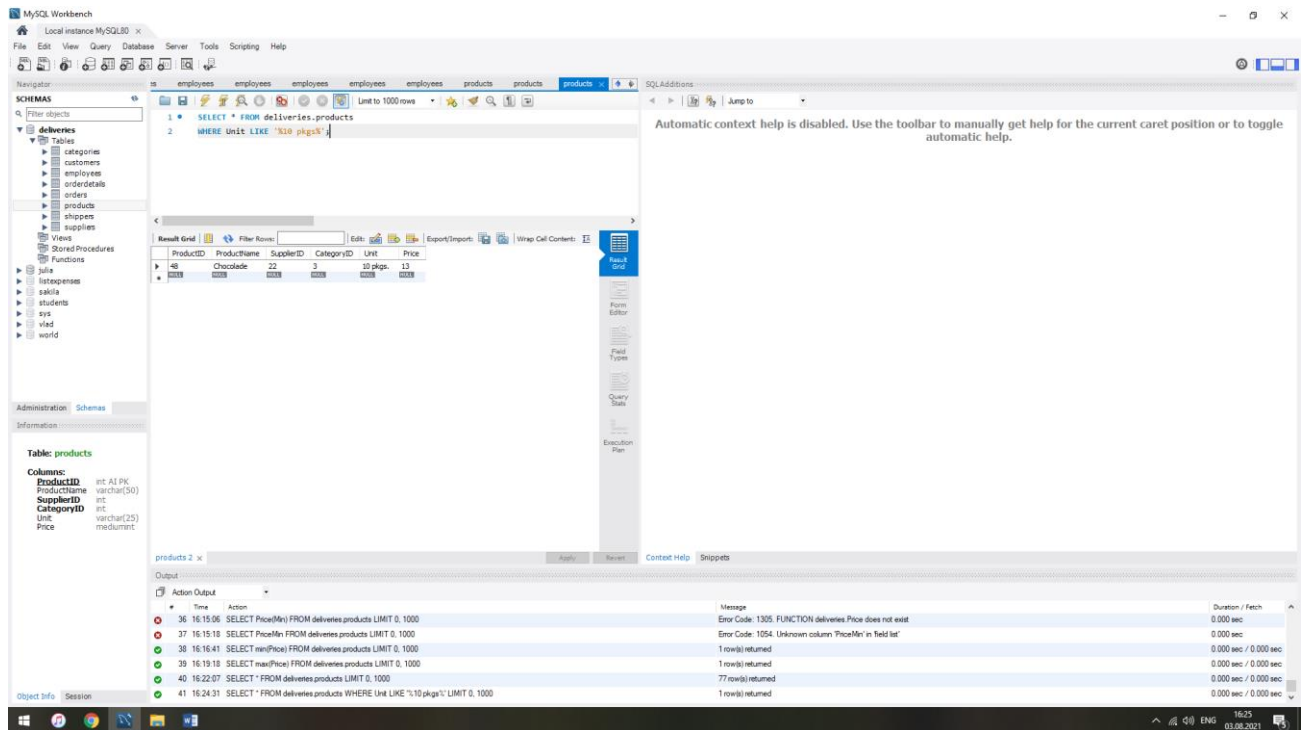 MySQL Workbench
Local instance MySQL80 ×
File Edit View Query Database Server Tools Scripting Help
Navigator
SCHEMAS
Filter objects
deliveries
Tables
categories
customers
employees
orderdetails
orders
products
shippers
suppliers
Views
Stored Procedures
Functions
julia
listexpenses
sakila
students
sys
vlad
world
Administration Schemas
Information
Table: products
Columns:
ProductID int AI PK
ProductName varchar(50)
SupplierID int
CategoryID int
Unit varchar(25)
Price mediumint
Object Info Session
es employees employees employees employees employees products products products ×
Limit to 1000 rows
1 SELECT * FROM deliveries.products
2 WHERE Unit LIKE '%10 pkgs%';
Result Grid Filter Rows: Edit: Export/Import: Wrap Cell Content:
ProductID ProductName SupplierID CategoryID Unit Price
48 Chocolade 22 3 10 pkgs. 13
NULL NULL NULL NULL NULL NULL
Result Grid
Form Editor
Field Types
Query Stats
Execution Plan
products 2 × Apply Revert
SQLAdditions
Jump to
Automatic context help is disabled. Use the toolbar to manually get help for the current caret position or to toggle
automatic help.
Context Help Snippets
Output
Action Output
# Time Action Message Duration / Fetch
36 16:15:06 SELECT Price(Min) FROM deliveries.products LIMIT 0, 1000 Error Code: 1305. FUNCTION deliveries.Price does not exist 0.000 sec
37 16:15:18 SELECT PriceMin FROM deliveries.products LIMIT 0, 1000 Error Code: 1054. Unknown column 'PriceMin' in 'field list' 0.000 sec
38 16:16:41 SELECT min(Price) FROM deliveries.products LIMIT 0, 1000 1 row(s) returned 0.000 sec / 0.000 sec
39 16:19:18 SELECT max(Price) FROM deliveries.products LIMIT 0, 1000 1 row(s) returned 0.000 sec / 0.000 sec
40 16:22:07 SELECT * FROM deliveries.products LIMIT 0, 1000 77 row(s) returned 0.000 sec / 0.000 sec
41 16:24:31 SELECT * FROM deliveries.products WHERE Unit LIKE '%10 pkgs%' LIMIT 0, 1000 1 row(s) returned 0.000 sec / 0.000 sec
ENG
16:25
03.08.2021